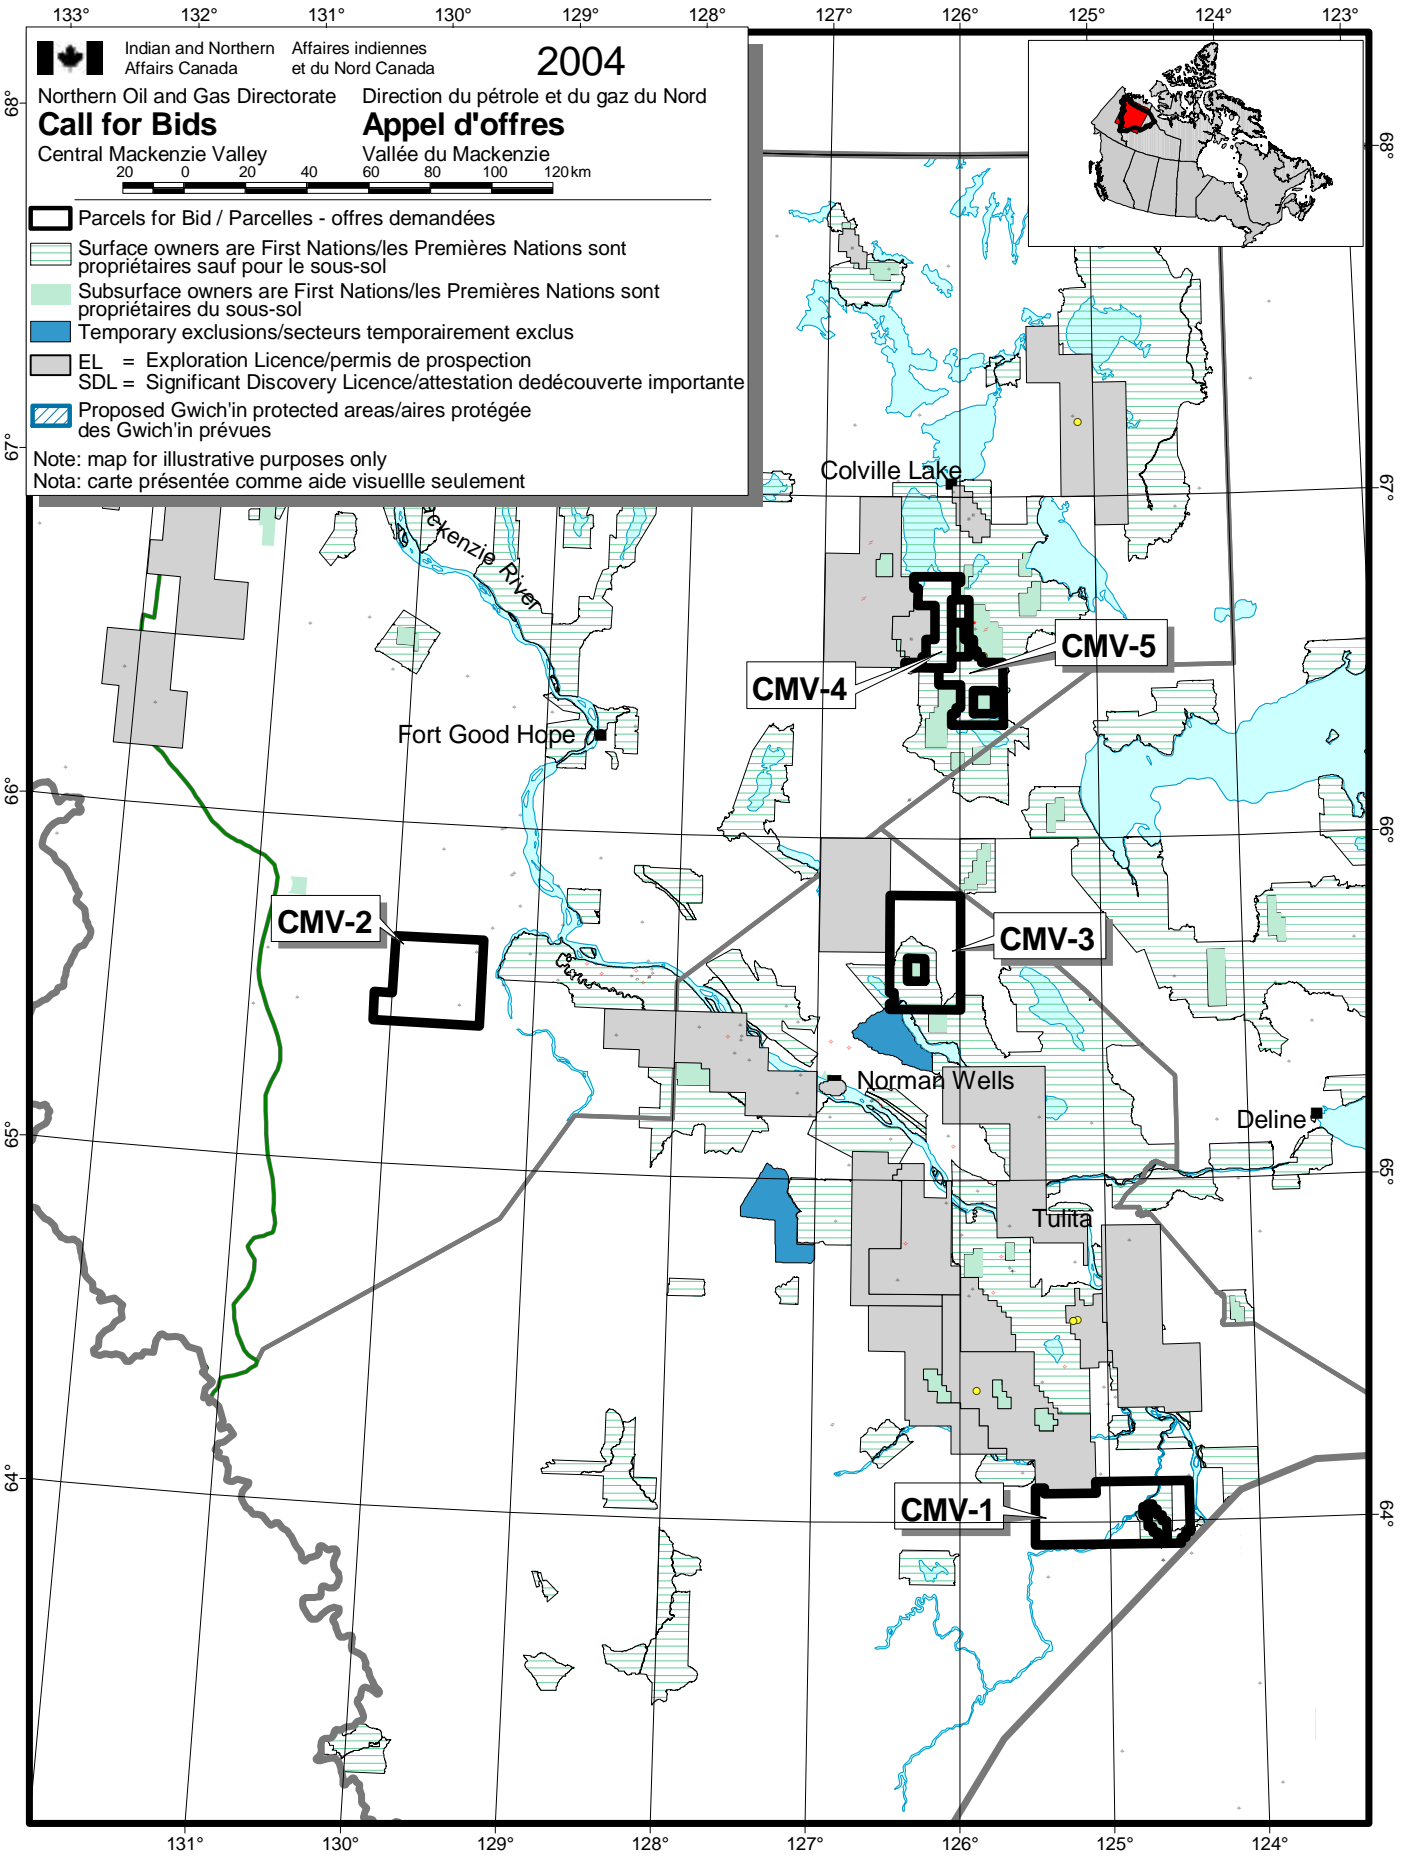 133° 132° 131° 130° 129° 128° 127° 126° 125° 124° 123°
Indian and Northern Affairs Canada
Affaires indiennes et du Nord Canada
2004
Northern Oil and Gas Directorate
Direction du pétrole et du gaz du Nord
Call for Bids
Appel d'offres
Central Mackenzie Valley
Vallée du Mackenzie
20 0 20 40 60 80 100 120 km
Parcels for Bid / Parcelles - offres demandées
Surface owners are First Nations/les Premières Nations sont
propriétaires sauf pour le sous-sol
Subsurface owners are First Nations/les Premières Nations sont
propriétaires du sous-sol
Temporary exclusions/secteurs temporairement exclus
EL = Exploration Licence/permis de prospection
SDL = Significant Discovery Licence/attestation dedécouverte importante
Proposed Gwich'in protected areas/aires protégée
des Gwich'in prévues
Note: map for illustrative purposes only
Nota: carte présentée comme aide visuellle seulement
68°
68°
67°
67°
Colville Lake
ckenzie River
CMV-5
CMV-4
Fort Good Hope
66°
66°
CMV-2
CMV-3
Norman Wells
Deline
65°
65°
Tulita
64°
64°
CMV-1
131° 130° 129° 128° 127° 126° 125° 124°